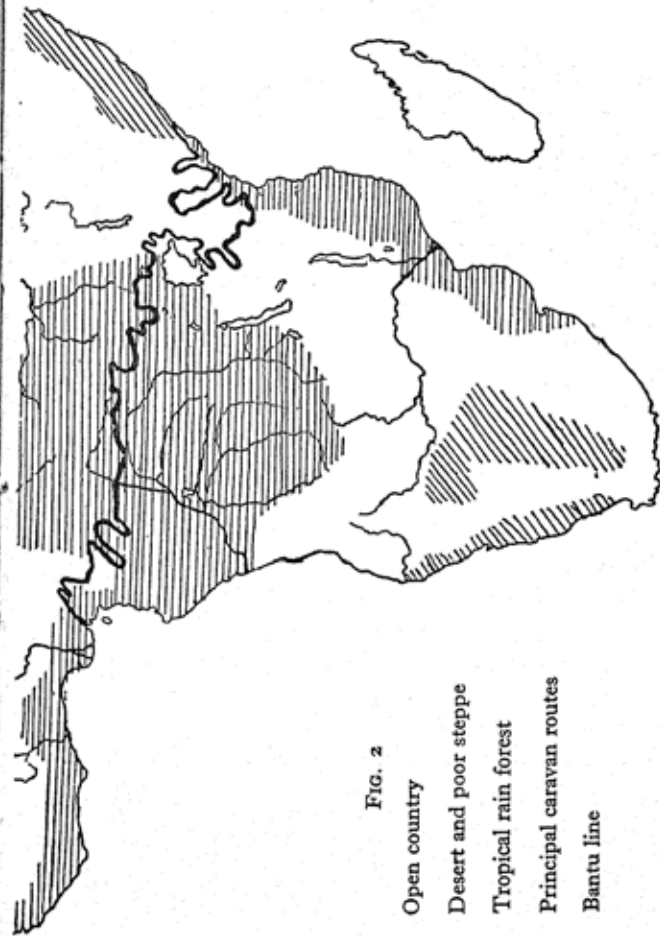 FIG. 2
Open country
Desert and poor steppe
Tropical rain forest
Principal caravan routes
Bantu line